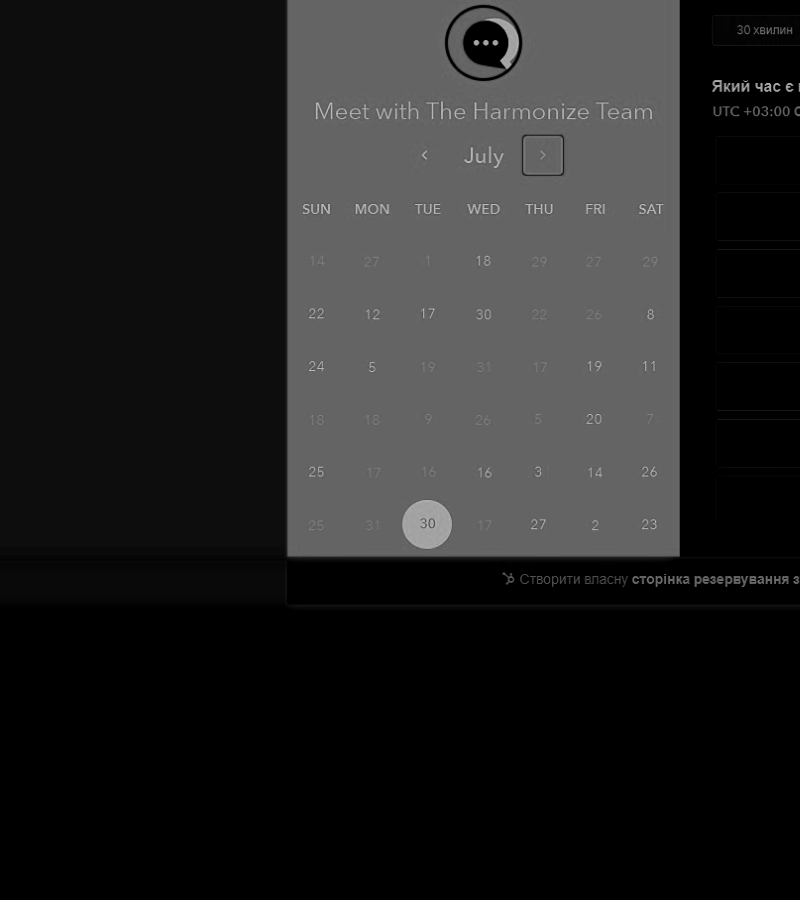 Meet with The Harmonize Team
July
SUN MON TUE WED THU FRI SAT
14 27 1 18 29 27 29
22 12 17 30 22 26 8
24 5 19 31 17 19 11
18 18 9 26 5 20 7
25 17 16 16 3 14 26
25 31 30 17 27 2 23
30 хвилин
Який час є
UTC +03:00
Створити власну сторінка резервування з